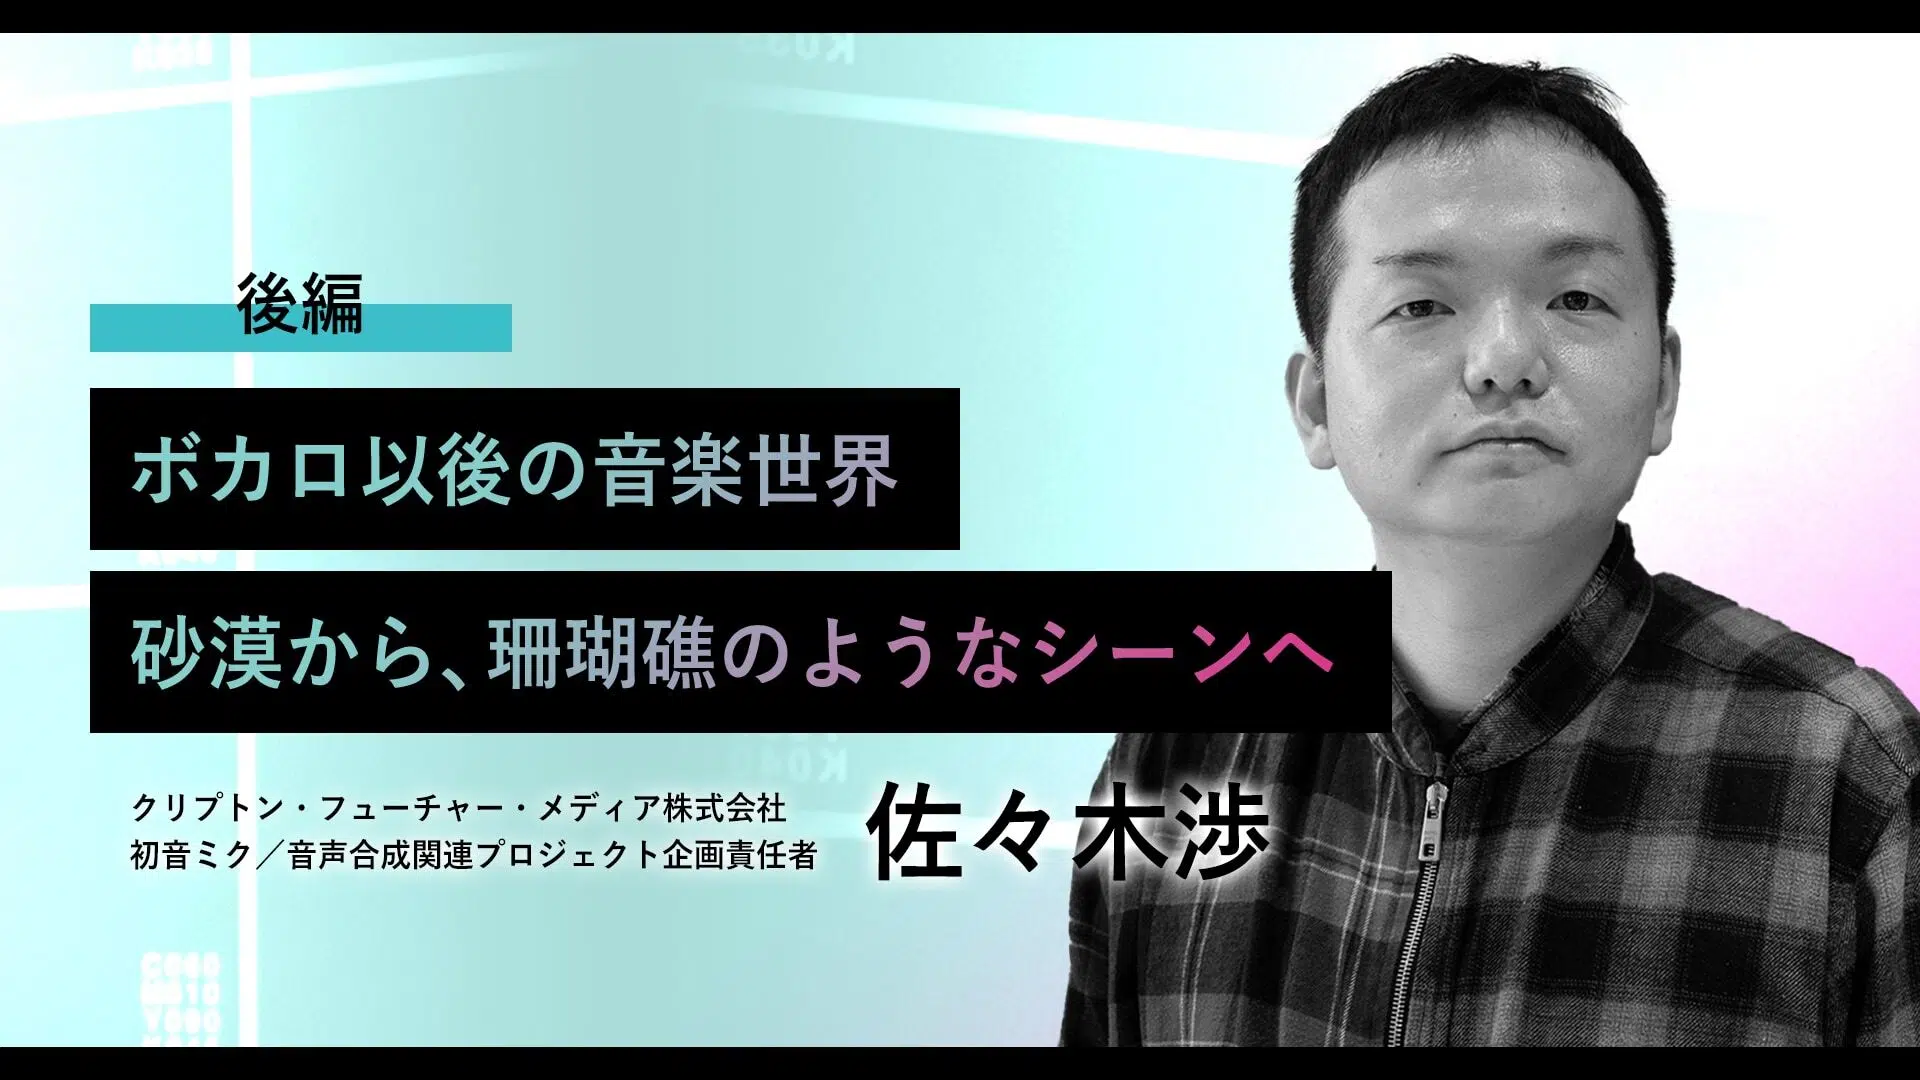 後編
ボカロ以後の音楽世界
砂漠から、珊瑚礁のようなシーンへ
クリプトン・フューチャー・メディア株式会社
初音ミク／音声合成関連プロジェクト企画責任者
佐々木渉
C060
M010
Y090